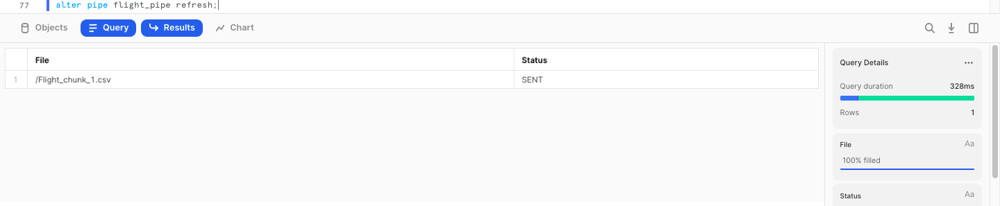 77 alter pipe flight_pipe refresh;
Objects Query Results Chart
File Status
1 /Flight_chunk_1.csv SENT
Query Details ...
Query duration 328ms
Rows 1
File Aa
100% filled
Status Aa